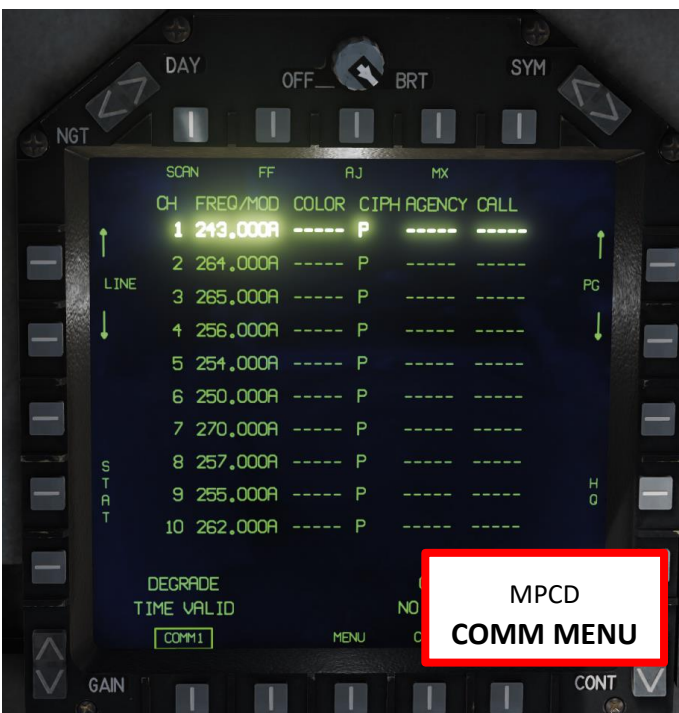 DAY
OFF
BRT
SYM
NGT
SCAN FF AJ MX
CH FREQ/MOD COLOR CIPH AGENCY CALL
1 243.000A ----- P ----- -----
2 264.000A ----- P ----- -----
LINE
PG
3 265.000A ----- P ----- -----
4 256.000A ----- P ----- -----
5 254.000A ----- P ----- -----
6 250.000A ----- P ----- -----
7 270.000A ----- P ----- -----
8 257.000A ----- P ----- -----
STAT
HQ
9 255.000A ----- P ----- -----
10 262.000A ----- P ----- -----
DEGRADE
TIME VALID
NO
COMM1
MENU
MPCD
COMM MENU
GAIN
CONT